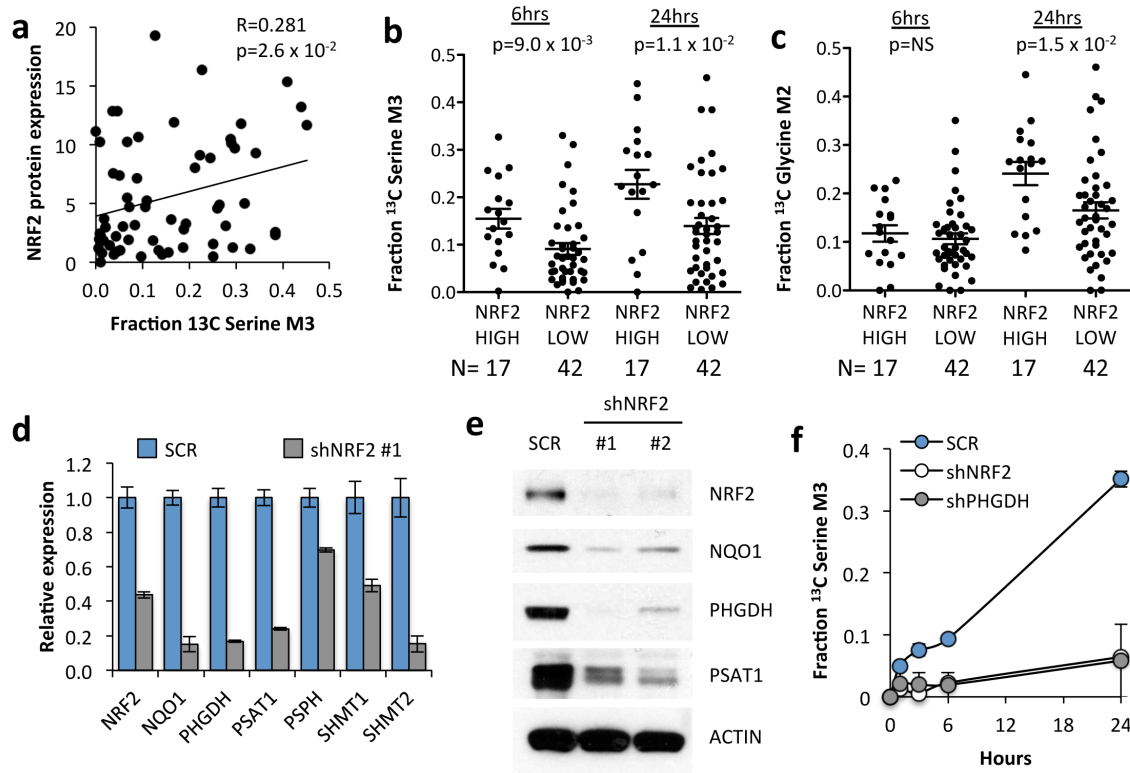 a
R=0.281
p=2.6 x 10-2
NRF2 protein expression
20
15
10
5
0
0.0 0.1 0.2 0.3 0.4 0.5
Fraction 13C Serine M3
b
6hrs 24hrs
p=9.0 x 10-3 p=1.1 x 10-2
Fraction 13C Serine M3
0.5
0.4
0.3
0.2
0.1
0.0
NRF2 NRF2 NRF2 NRF2
HIGH LOW HIGH LOW
N= 17 42 17 42
c
6hrs 24hrs
p=NS p=1.5 x 10-2
Fraction 13C Glycine M2
0.5
0.4
0.3
0.2
0.1
0.0
NRF2 NRF2 NRF2 NRF2
HIGH LOW HIGH LOW
N= 17 42 17 42
d
SCR shNRF2 #1
Relative expression
1.2
1.0
0.8
0.6
0.4
0.2
0.0
NRF2 NQO1 PHGDH PSAT1 PSPH SHMT1 SHMT2
e
shNRF2
SCR #1 #2
NRF2
NQO1
PHGDH
PSAT1
ACTIN
f
SCR
shNRF2
shPHGDH
Fraction 13C Serine M3
0.4
0.3
0.2
0.1
0
0 6 12 18 24
Hours